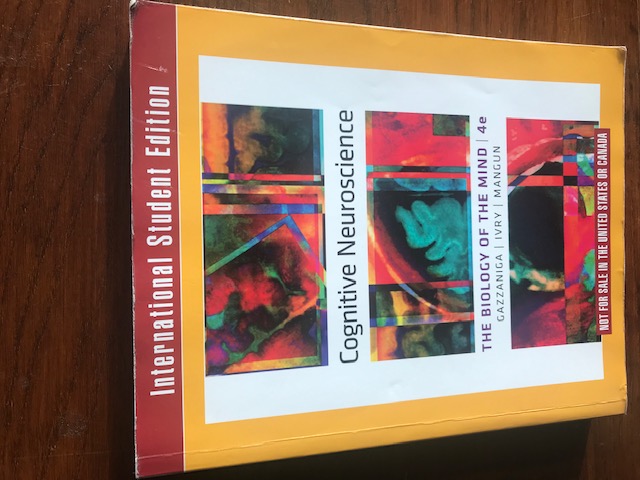 International Student Edition
Cognitive Neuroscience
THE BIOLOGY OF THE MIND | 4e
GAZZANIGA | IVRY | MANGUN
NOT FOR SALE IN THE UNITED STATES OR CANADA